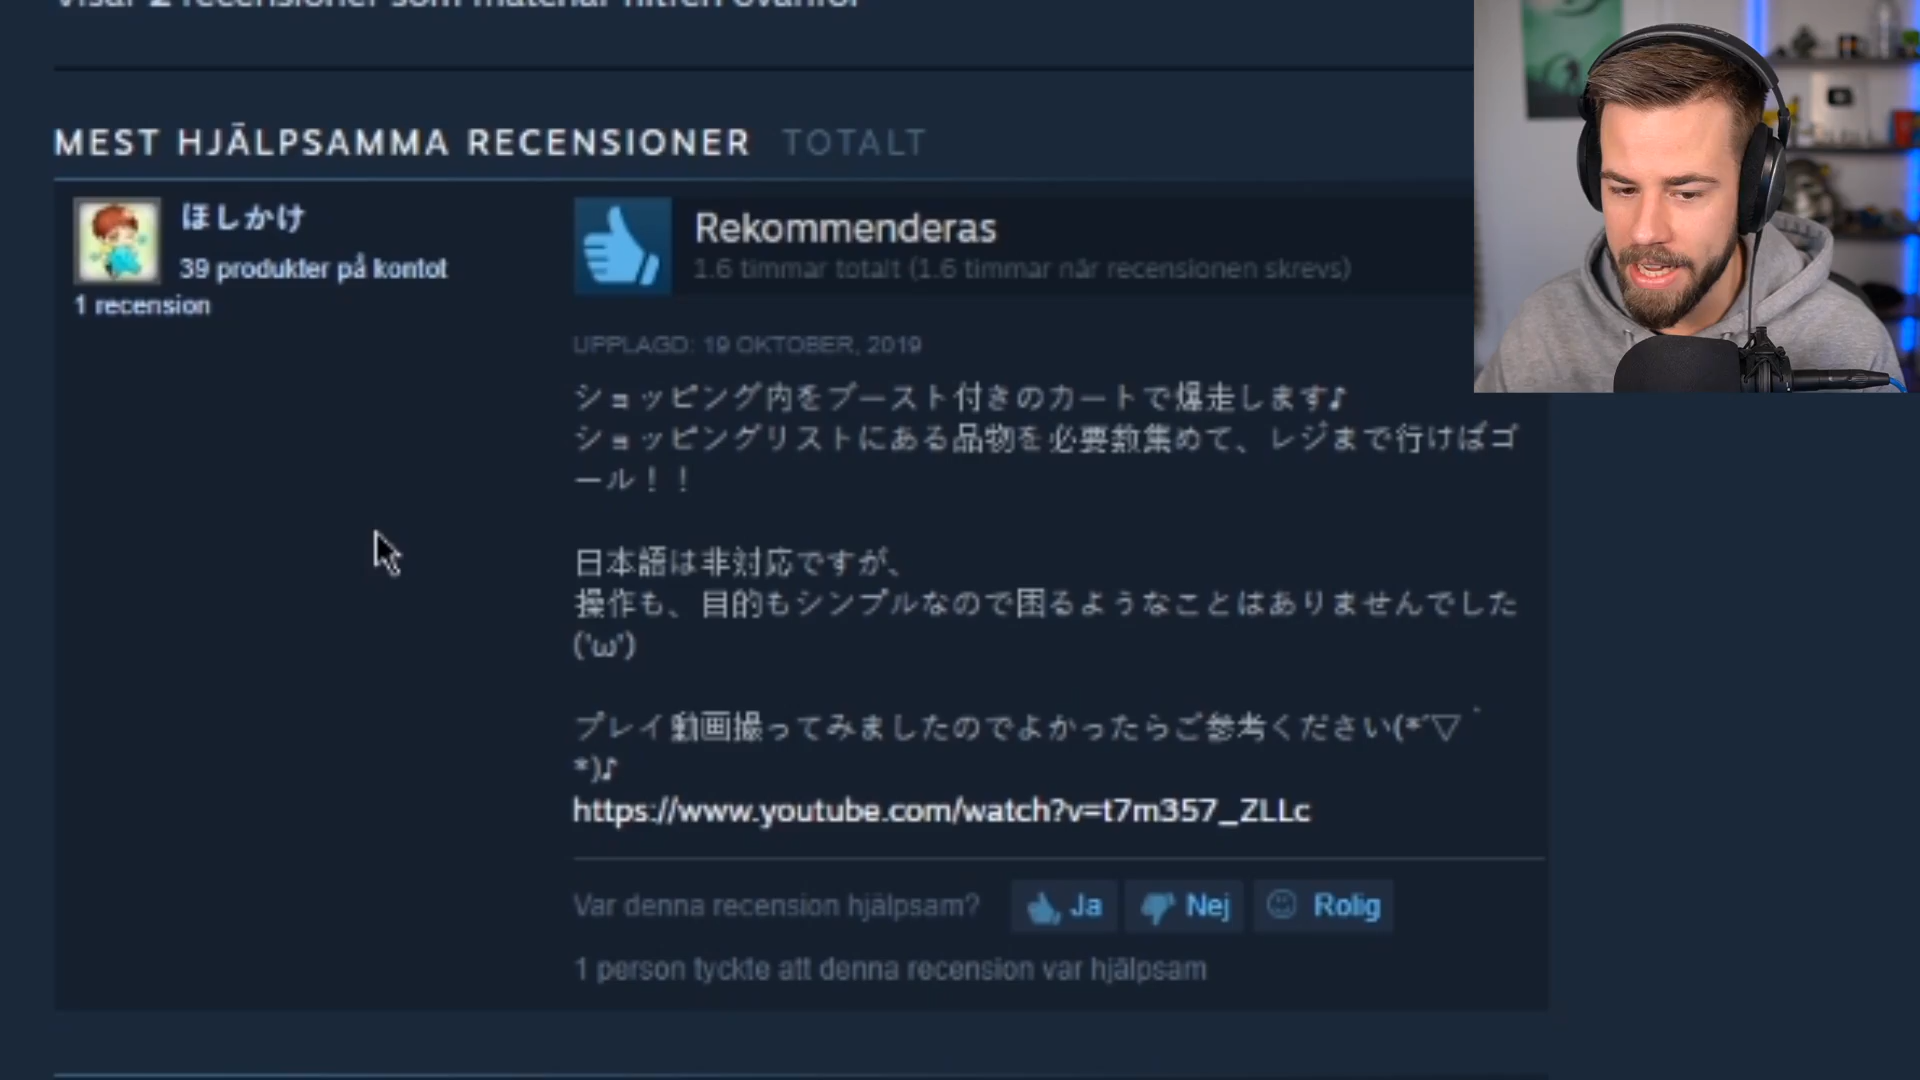 Visar 2 recensioner som matchar filtren ovanför
MEST HJÄLPSAMMA RECENSIONER TOTALT
ほしかけ
39 produkter på kontot
1 recension
Rekommenderas
1.6 timmar totalt (1.6 timmar när recensionen skrevs)
UPPLAGD: 19 OKTOBER, 2019
ショッピング内をブースト付きのカートで爆走します♪
ショッピングリストにある品物を必要数集めて、レジまで行けばゴ
ール！！
日本語は非対応ですが、
操作も、目的もシンプルなので困るようなことはありませんでした
('ω')
プレイ動画撮ってみましたのでよかったらご参考ください(*´▽｀
*)♪
https://www.youtube.com/watch?v=t7m357_ZLLc
Var denna recension hjälpsam? Ja Nej Rolig
1 person tyckte att denna recension var hjälpsam